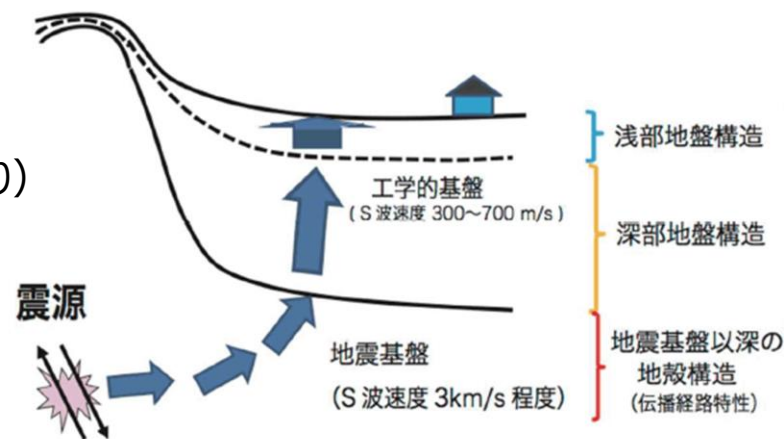 浅部地盤構造
工学的基盤
(S波速度 300～700 m/s)
深部地盤構造
震源
地震基盤
(S波速度 3km/s 程度)
地震基盤以深の
地殻構造
(伝播経路特性)